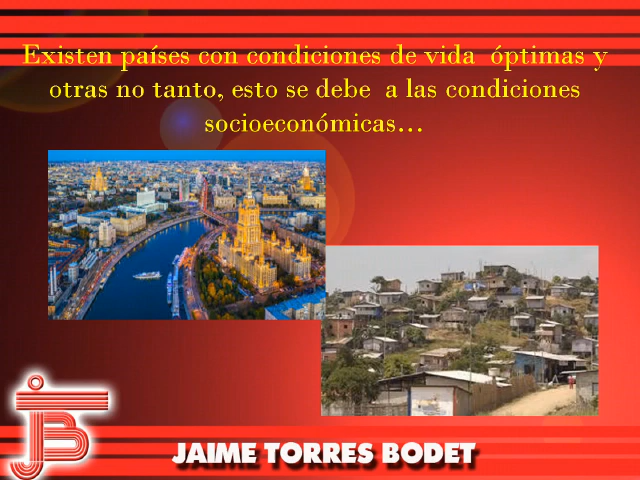 Existen países con condiciones de vida óptimas y
otras no tanto, esto se debe a las condiciones
socioeconómicas...
JB
JAIME TORRES BODET